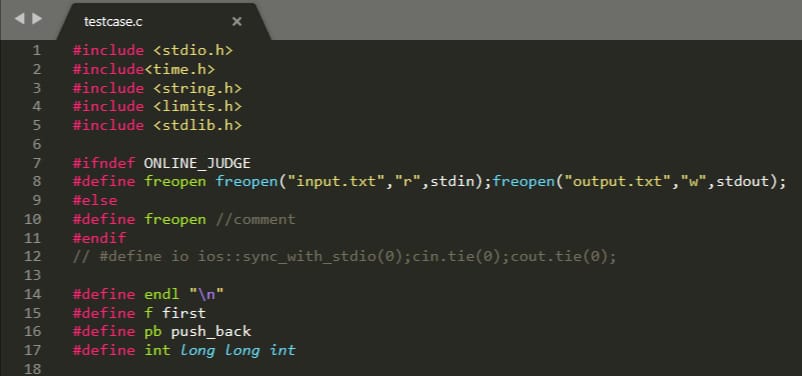 testcase.c ×
1 #include <stdio.h>
2 #include<time.h>
3 #include <string.h>
4 #include <limits.h>
5 #include <stdlib.h>
6
7 #ifndef ONLINE_JUDGE
8 #define freopen freopen("input.txt","r",stdin);freopen("output.txt","w",stdout);
9 #else
10 #define freopen //comment
11 #endif
12 // #define io ios::sync_with_stdio(0);cin.tie(0);cout.tie(0);
13
14 #define endl "\n"
15 #define f first
16 #define pb push_back
17 #define int long long int
18